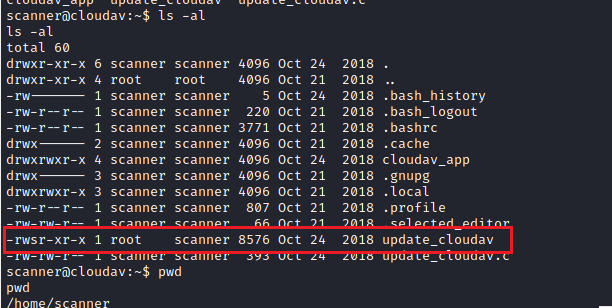 cloudav_app update_cloudav update_cloudav.c
scanner@cloudav:~$ ls -al
ls -al
total 60
drwxr-xr-x 6 scanner scanner 4096 Oct 24 2018 .
drwxr-xr-x 4 root root 4096 Oct 21 2018 ..
-rw------- 1 scanner scanner 5 Oct 24 2018 .bash_history
-rw-r--r-- 1 scanner scanner 220 Oct 21 2018 .bash_logout
-rw-r--r-- 1 scanner scanner 3771 Oct 21 2018 .bashrc
drwx------ 2 scanner scanner 4096 Oct 21 2018 .cache
drwxrwxr-x 4 scanner scanner 4096 Oct 24 2018 cloudav_app
drwx------ 3 scanner scanner 4096 Oct 21 2018 .gnupg
drwxrwxr-x 3 scanner scanner 4096 Oct 21 2018 .local
-rw-r--r-- 1 scanner scanner 807 Oct 21 2018 .profile
-rw-rw-r-- 1 scanner scanner 66 Oct 21 2018 .selected_editor
-rwsr-xr-x 1 root scanner 8576 Oct 24 2018 update_cloudav
-rw-rw-r-- 1 scanner scanner 393 Oct 24 2018 update_cloudav.c
scanner@cloudav:~$ pwd
pwd
/home/scanner